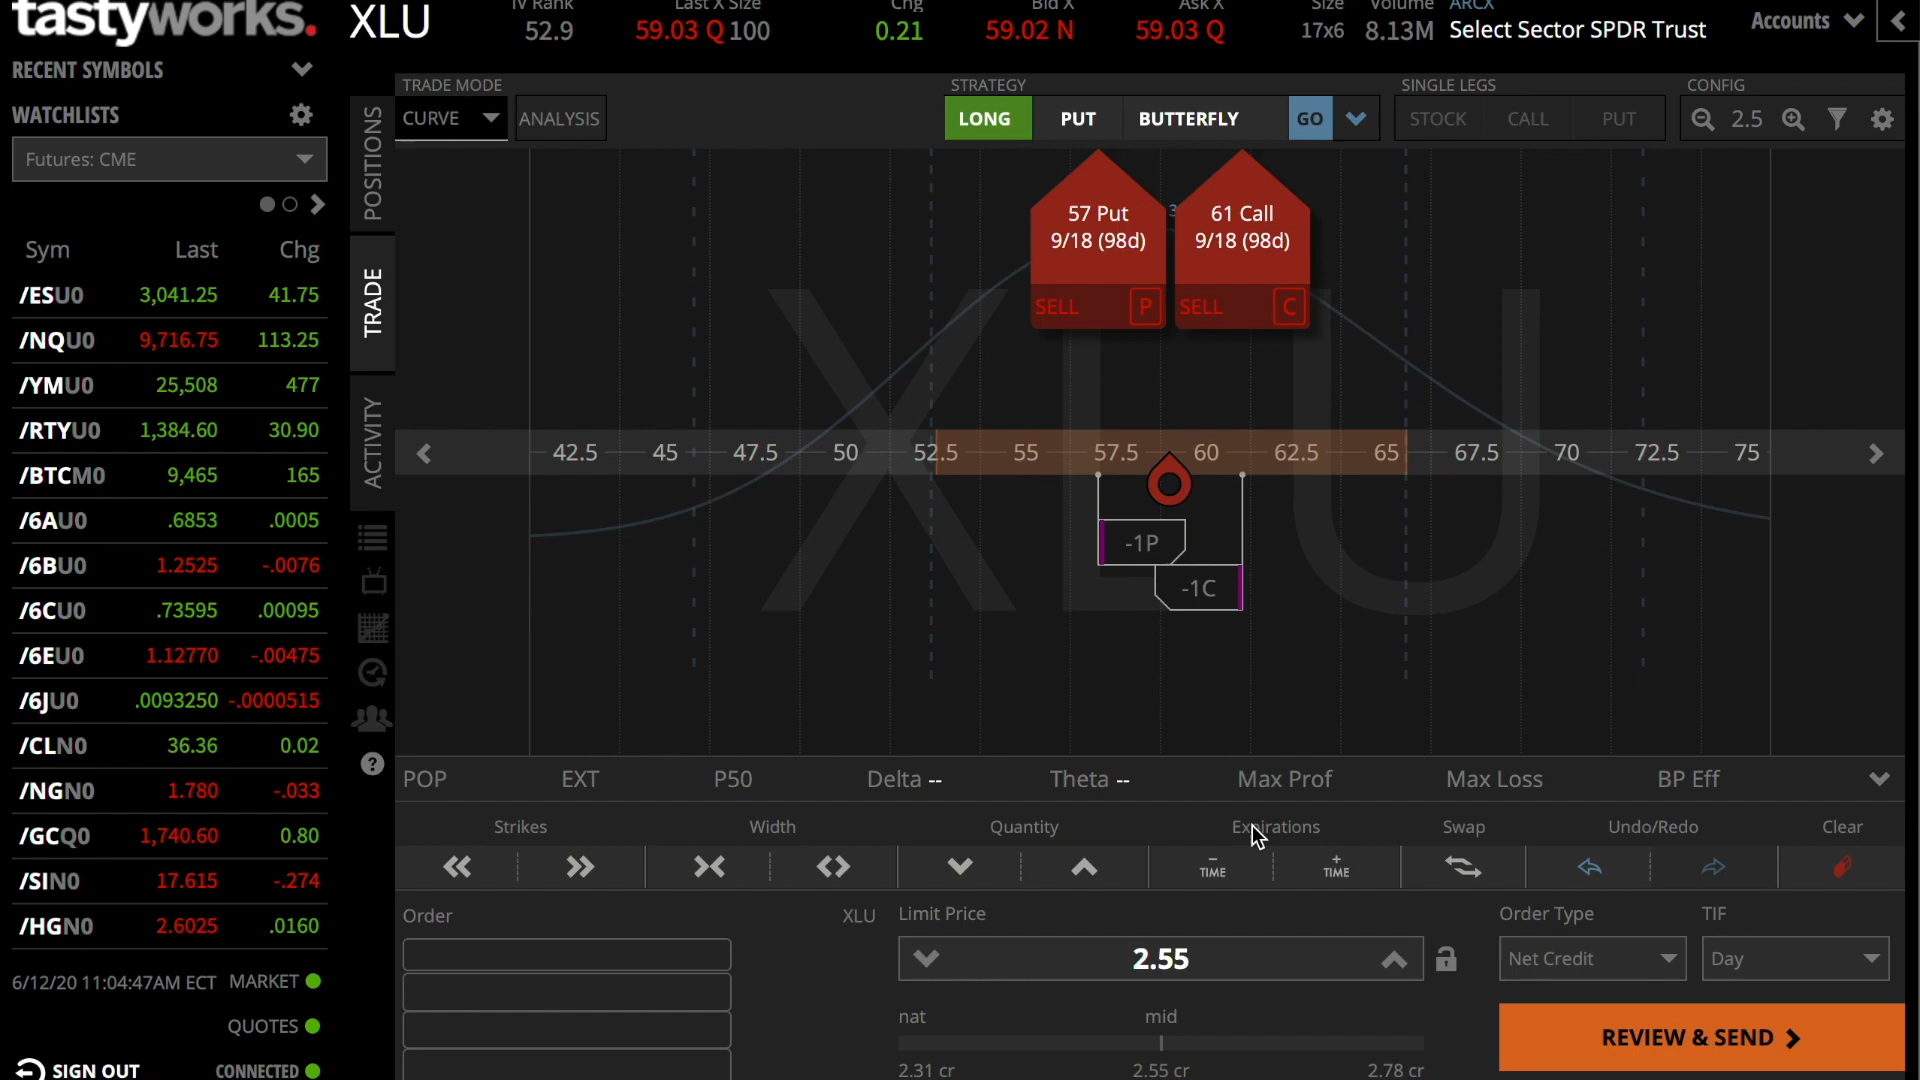 tastyworks.
XLU
IV Rank
52.9
Last X Size
59.03 Q 100
Chg
0.21
Bid X
59.02 N
Ask X
59.03 Q
Size
17x6
Volume
8.13M
ARCX
Select Sector SPDR Trust
Accounts
RECENT SYMBOLS
WATCHLISTS
Futures: CME
Sym Last Chg
/ESU0 3,041.25 41.75
/NQU0 9,716.75 113.25
/YMU0 25,508 477
/RTYU0 1,384.60 30.90
/BTCM0 9,465 165
/6AU0 .6853 .0005
/6BU0 1.2525 -.0076
/6CU0 .73595 .00095
/6EU0 1.12770 -.00475
/6JU0 .0093250 -.0000515
/CLN0 36.36 0.02
/NGN0 1.780 -.033
/GCQ0 1,740.60 0.80
/SIN0 17.615 -.274
/HGN0 2.6025 .0160
6/12/20 11:04:47AM ECT MARKET
QUOTES
SIGN OUT CONNECTED
POSITIONS
TRADE
ACTIVITY
TRADE MODE
CURVE
ANALYSIS
STRATEGY
LONG PUT BUTTERFLY GO
SINGLE LEGS
STOCK CALL PUT
CONFIG
2.5
XLU
57 Put
9/18 (98d)
SELL P
3
61 Call
9/18 (98d)
SELL C
42.5 45 47.5 50 52.5 55 57.5 60 62.5 65 67.5 70 72.5 75
-1P
-1C
POP EXT P50 Delta -- Theta -- Max Prof Max Loss BP Eff
Strikes Width Quantity Expirations Swap Undo/Redo Clear
− TIME + TIME
Order XLU
Limit Price
2.55
nat mid
2.31 cr 2.55 cr 2.78 cr
Order Type
Net Credit
TIF
Day
REVIEW & SEND